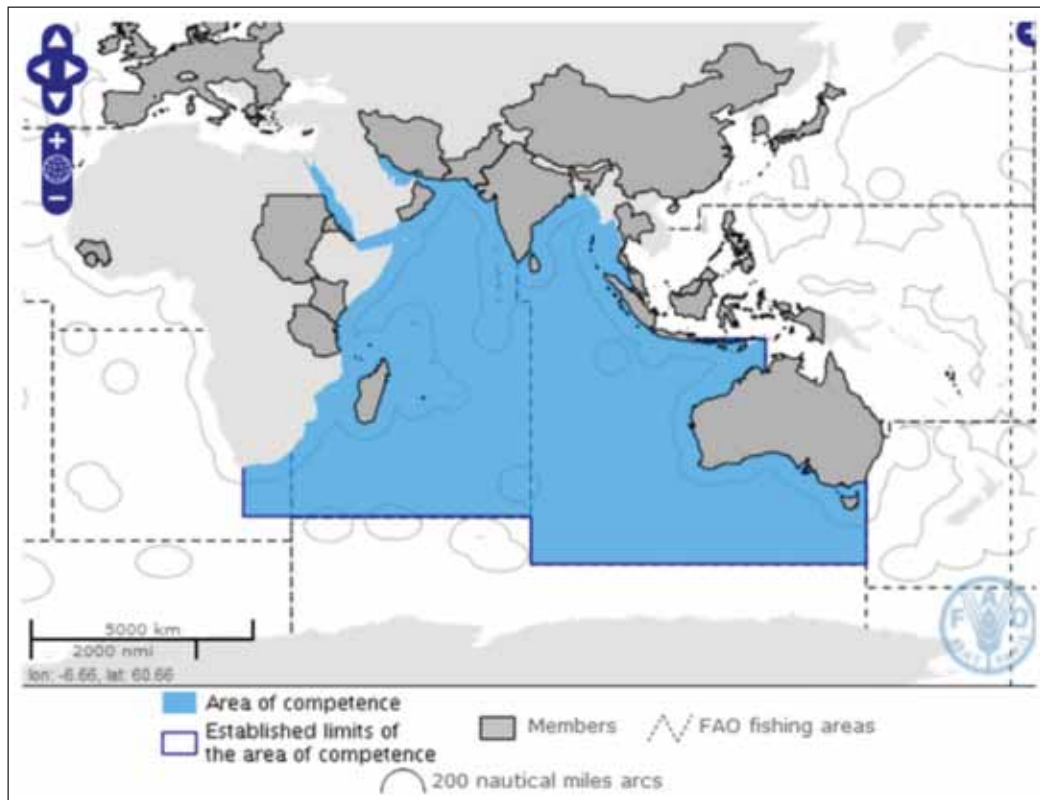 +
−
5000 km
2000 nmi
lon: -6.66, lat: 60.66
F A O
Area of competence
Established limits of
the area of competence
Members
FAO fishing areas
200 nautical miles arcs